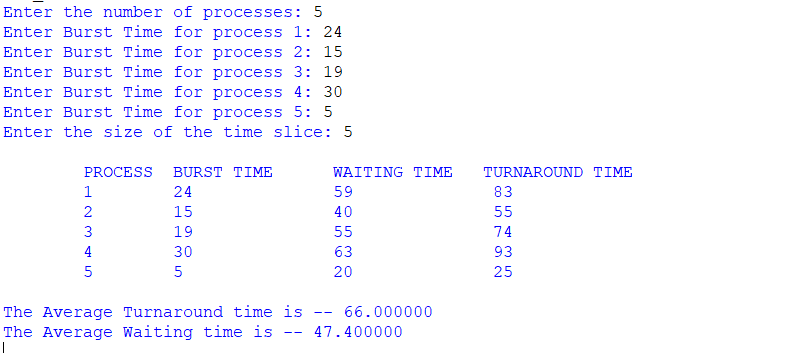 Enter the number of processes: 5
Enter Burst Time for process 1: 24
Enter Burst Time for process 2: 15
Enter Burst Time for process 3: 19
Enter Burst Time for process 4: 30
Enter Burst Time for process 5: 5
Enter the size of the time slice: 5
PROCESS BURST TIME WAITING TIME TURNAROUND TIME
1 24 59 83
2 15 40 55
3 19 55 74
4 30 63 93
5 5 20 25
The Average Turnaround time is -- 66.000000
The Average Waiting time is -- 47.400000